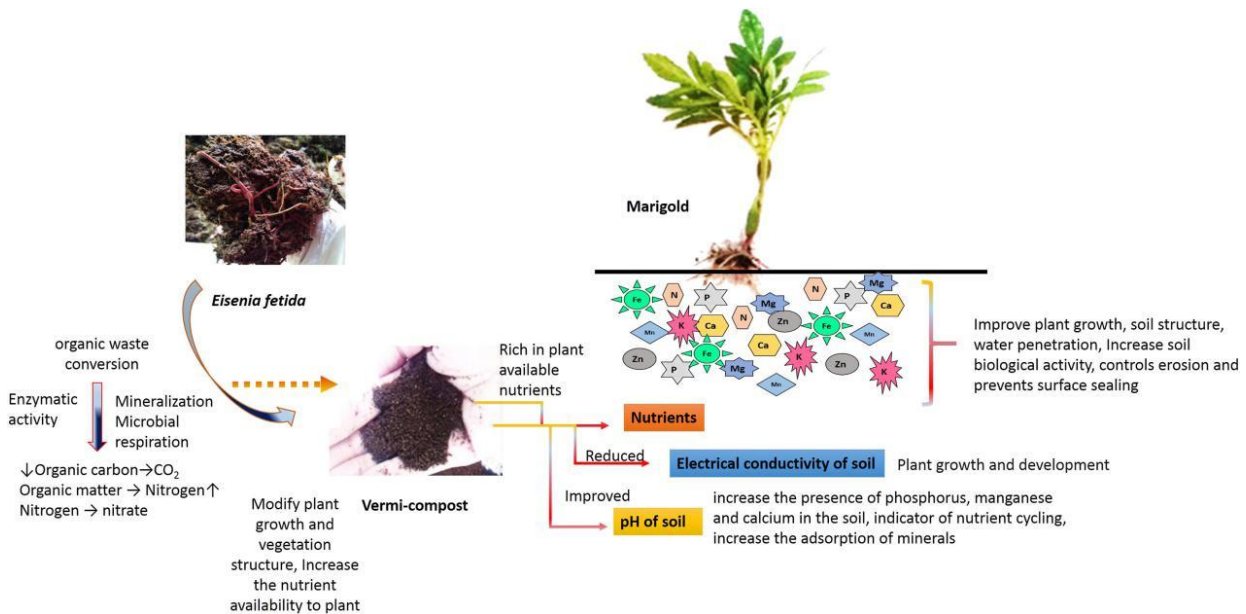 Marigold
Eisenia fetida
organic waste
conversion
Enzymatic
activity
Mineralization
Microbial
respiration
↓Organic carbon→CO₂
Organic matter → Nitrogen↑
Nitrogen → nitrate
Modify plant
growth and
vegetation
structure, Increase
the nutrient
availability to plant
Vermi-compost
Rich in plant
available
nutrients
Fe
N
P
Mg
N
P
Mg
Ca
Mn
K
Ca
N
Zn
Fe
Mn
Zn
P
Fe
Mg
Ca
Mn
K
Zn
K
Improve plant growth, soil structure,
water penetration, Increase soil
biological activity, controls erosion and
prevents surface sealing
Nutrients
Reduced
Electrical conductivity of soil
Plant growth and development
Improved
pH of soil
increase the presence of phosphorus, manganese
and calcium in the soil, indicator of nutrient cycling,
increase the adsorption of minerals